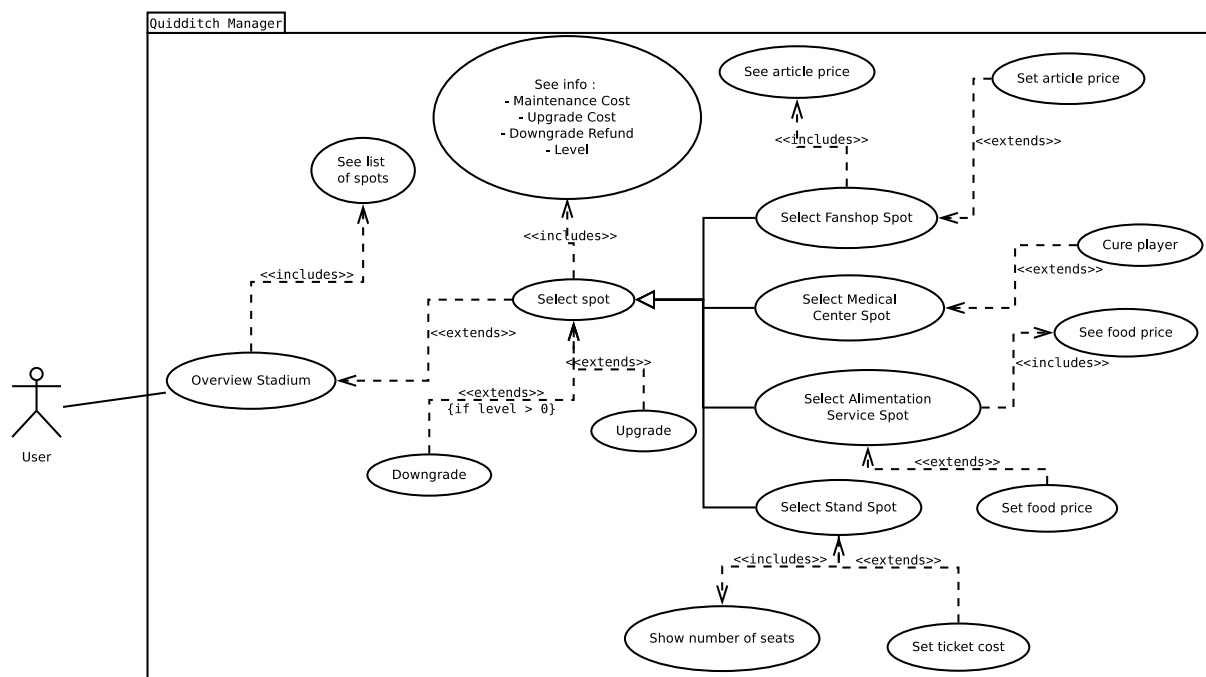 Quidditch Manager
See info :
- Maintenance Cost
- Upgrade Cost
- Downgrade Refund
- Level
See article price
Set article price
<<includes>>
<<extends>>
See list
of spots
Select Fanshop Spot
<<includes>>
Cure player
<<includes>>
<<extends>>
Select spot
Select Medical
Center Spot
<<extends>>
See food price
<<extends>>
<<includes>>
Overview Stadium
<<extends>>
{if level > 0}
Select Alimentation
Service Spot
Upgrade
User
Downgrade
<<extends>>
Select Stand Spot
Set food price
<<includes>>
<<extends>>
Show number of seats
Set ticket cost